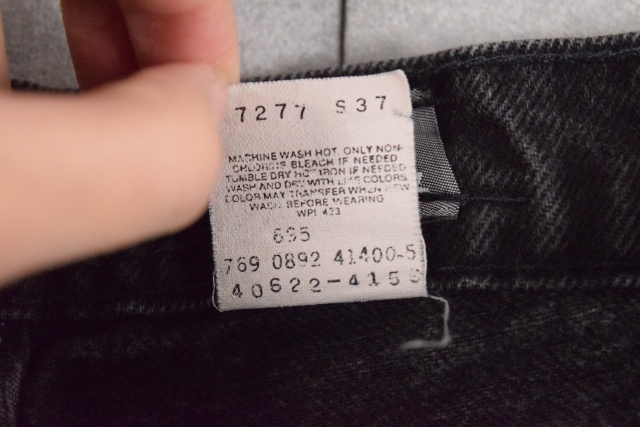 7277 S37
MACHINE WASH HOT, ONLY NON-
CHLORINE BLEACH IF NEEDED
TUMBLE DRY HOT IRON IF NEEDED
WASH AND DRY WITH LIKE COLORS
COLOR MAY TRANSFER WHEN NEW
WASH BEFORE WEARING
WPL 423
695
769 0892 41400-5
40622-415